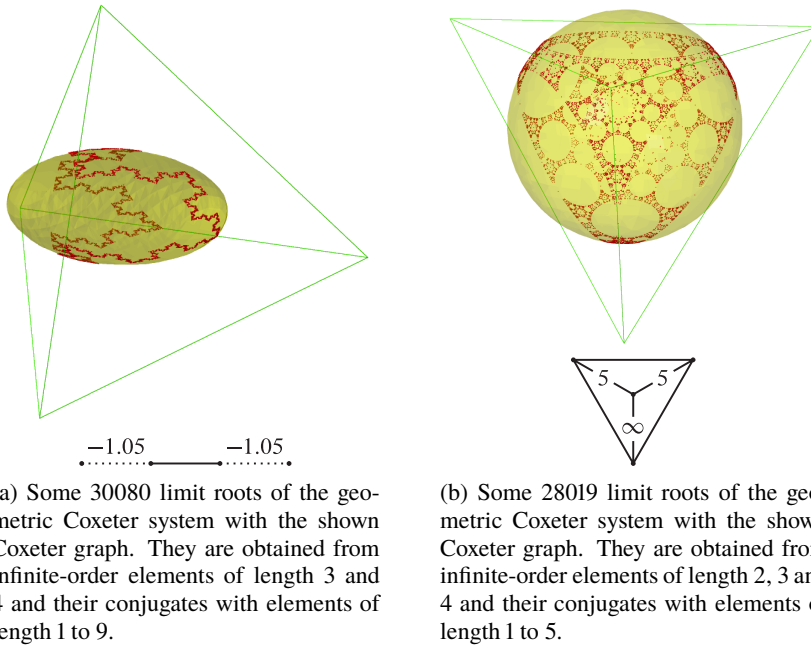 −1.05 −1.05
5 5
∞
a) Some 30080 limit roots of the geo-
metric Coxeter system with the shown
Coxeter graph. They are obtained from
infinite-order elements of length 3 and
4 and their conjugates with elements of
length 1 to 9.
(b) Some 28019 limit roots of the geo-
metric Coxeter system with the shown
Coxeter graph. They are obtained from
infinite-order elements of length 2, 3 an
4 and their conjugates with elements o
length 1 to 5.